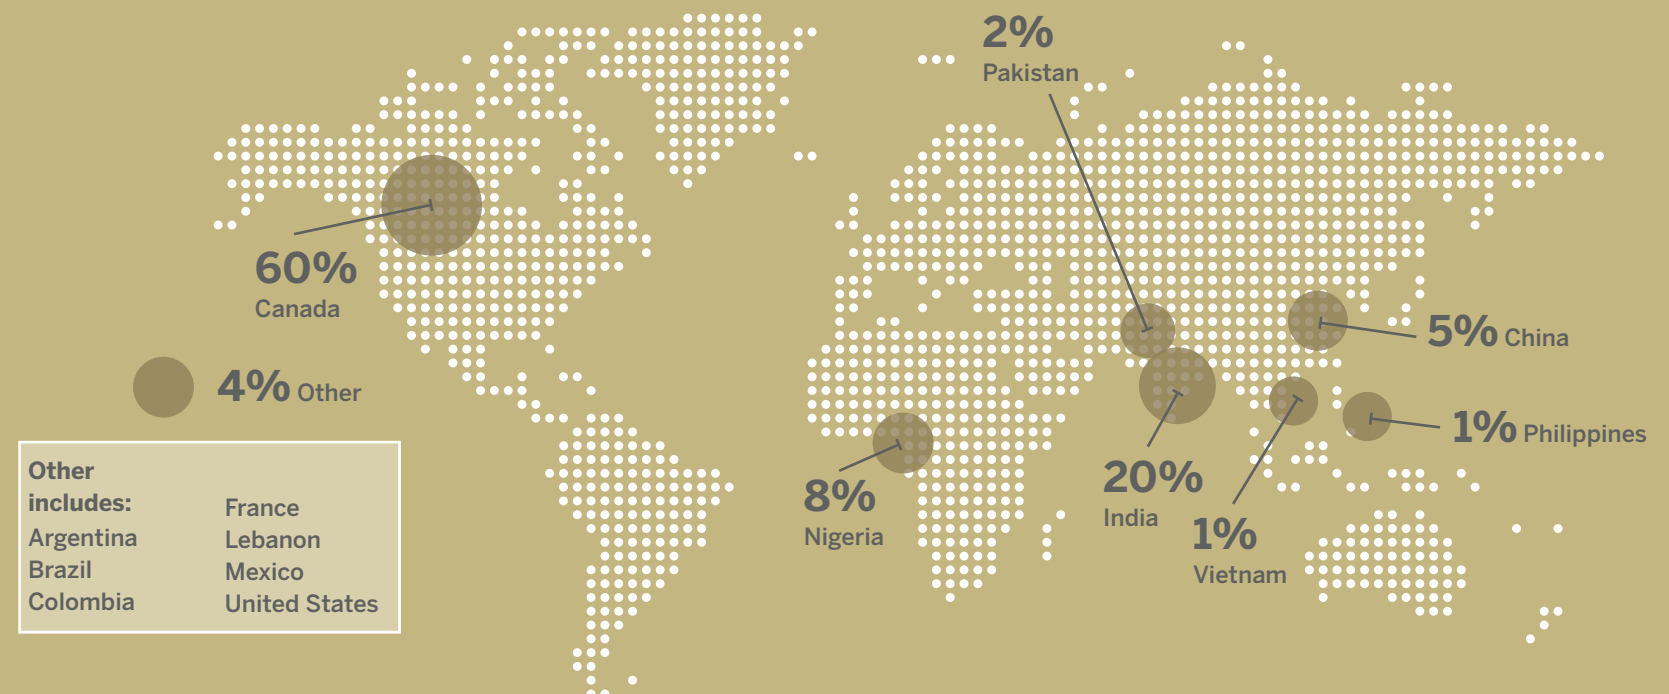 2%
Pakistan
60%
Canada
5% China
4% Other
1% Philippines
8%
Nigeria
20%
India
1%
Vietnam
Other
includes:
Argentina
Brazil
Colombia
France
Lebanon
Mexico
United States